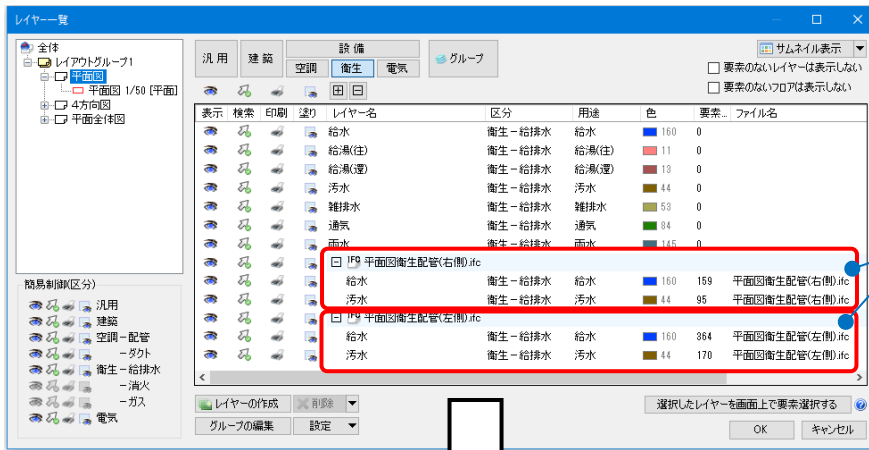 レイヤー一覧
全体
レイアウトグループ1
平面図
平面図 1/50 [平面]
4方向図
平面全体図
汎用 建築 設備 グループ
空調 衛生 電気
サムネイル表示
要素のないレイヤーは表示しない
要素のないフロアは表示しない
表示 検索 印刷 塗り レイヤー名 区分 用途 色 要素... ファイル名
給水 衛生－給排水 給水 160 0
給湯(往) 衛生－給排水 給湯(往) 11 0
給湯(還) 衛生－給排水 給湯(還) 13 0
汚水 衛生－給排水 汚水 44 0
雑排水 衛生－給排水 雑排水 53 0
通気 衛生－給排水 通気 84 0
雨水 衛生－給排水 雨水 145 0
IFC 平面図衛生配管(右側).ifc
給水 衛生－給排水 給水 160 159 平面図衛生配管(右側).ifc
汚水 衛生－給排水 汚水 44 95 平面図衛生配管(右側).ifc
IFC 平面図衛生配管(左側).ifc
給水 衛生－給排水 給水 160 364 平面図衛生配管(左側).ifc
汚水 衛生－給排水 汚水 44 170 平面図衛生配管(左側).ifc
簡易制御(区分)
汎用
建築
空調－配管
－ダクト
衛生－給排水
－消火
－ガス
電気
レイヤーの作成 削除
グループの編集 設定
選択したレイヤーを画面上で要素選択する
OK キャンセル